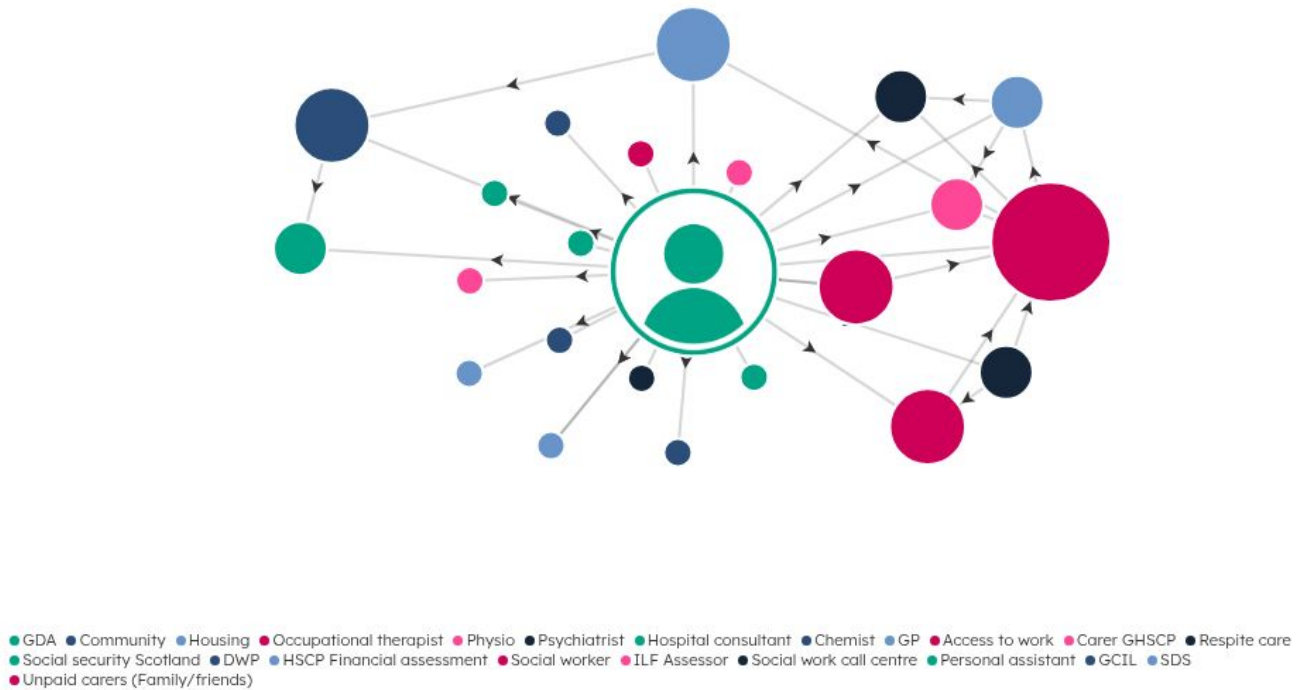 GDA Community Housing Occupational therapist Physio Psychiatrist Hospital consultant Chemist GP Access to work Carer GHSCP Respite care
Social security Scotland DWP HSCP Financial assessment Social worker ILF Assessor Social work call centre Personal assistant GCIL SDS
Unpaid carers (Family/friends)